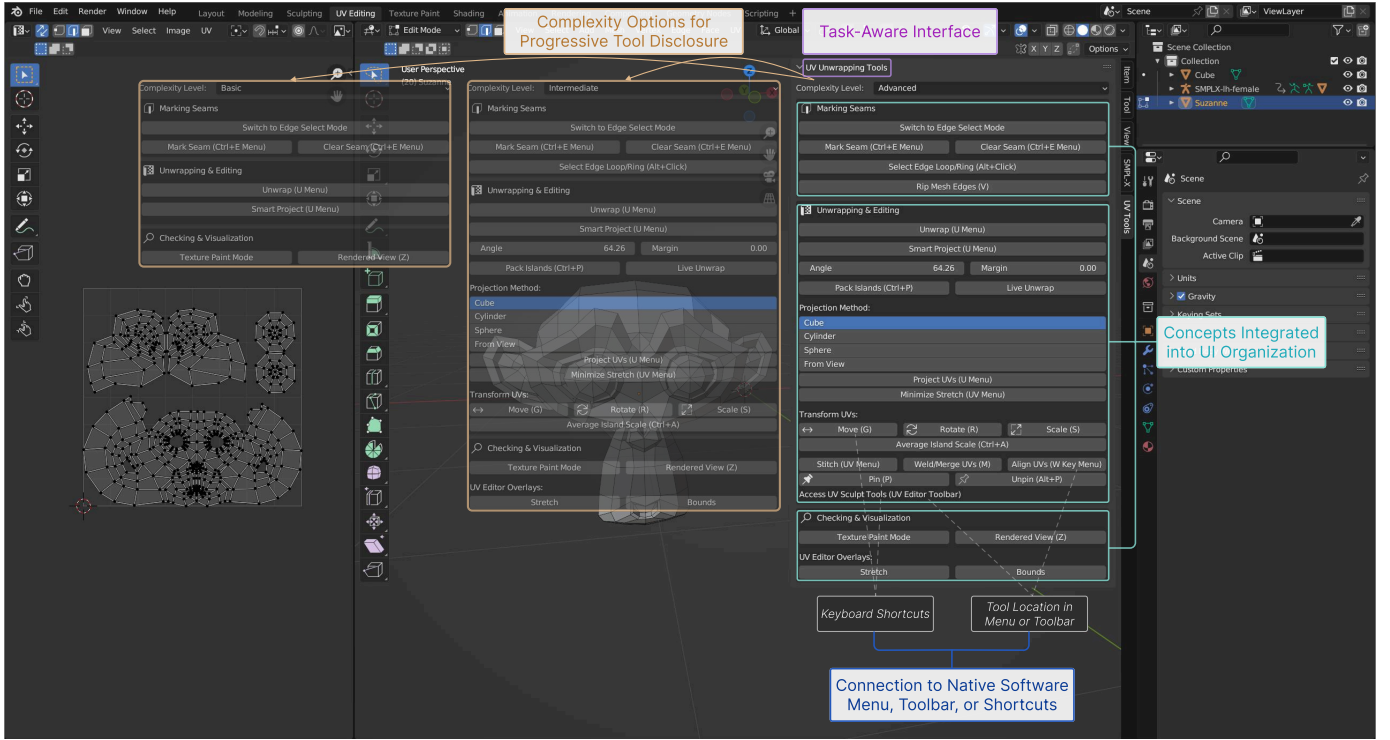 File Edit Render Window Help Layout Modeling Sculpting UV Editing Texture Paint Shading Scripting + Scene ViewLayer
View Select Image UV Edit Mode Global
Options
Complexity Options for
Progressive Tool Disclosure
Task-Aware Interface
User Perspective
(20) Suzanne
X Y Z
Complexity Level: Basic
Marking Seams
Switch to Edge Select Mode
Mark Seam (Ctrl+E Menu) Clear Seam (Ctrl+E Menu)
Unwrapping & Editing
Unwrap (U Menu)
Smart Project (U Menu)
Checking & Visualization
Texture Paint Mode Rendered View (Z)
Complexity Level: Intermediate
Marking Seams
Switch to Edge Select Mode
Mark Seam (Ctrl+E Menu) Clear Seam (Ctrl+E Menu)
Select Edge Loop/Ring (Alt+Click)
Unwrapping & Editing
Unwrap (U Menu)
Smart Project (U Menu)
Angle 64.26 Margin 0.00
Pack Islands (Ctrl+P) Live Unwrap
Projection Method:
Cube
Cylinder
Sphere
From View
Project UVs (U Menu)
Minimize Stretch (UV Menu)
Transform UVs:
Move (G) Rotate (R) Scale (S)
Average Island Scale (Ctrl+A)
Checking & Visualization
Texture Paint Mode Rendered View (Z)
UV Editor Overlays:
Stretch Bounds
UV Unwrapping Tools
Complexity Level: Advanced
Marking Seams
Switch to Edge Select Mode
Mark Seam (Ctrl+E Menu) Clear Seam (Ctrl+E Menu)
Select Edge Loop/Ring (Alt+Click)
Rip Mesh Edges (V)
Unwrapping & Editing
Unwrap (U Menu)
Smart Project (U Menu)
Angle 64.26 Margin 0.00
Pack Islands (Ctrl+P) Live Unwrap
Projection Method:
Cube
Cylinder
Sphere
From View
Project UVs (U Menu)
Minimize Stretch (UV Menu)
Transform UVs:
Move (G) Rotate (R) Scale (S)
Average Island Scale (Ctrl+A)
Stitch (UV Menu) Weld/Merge UVs (M) Align UVs (W Key Menu)
Pin (P) Unpin (Alt+P)
Access UV Sculpt Tools (UV Editor Toolbar)
Checking & Visualization
Texture Paint Mode Rendered View (Z)
UV Editor Overlays:
Stretch Bounds
Keyboard Shortcuts
Tool Location in
Menu or Toolbar
Connection to Native Software
Menu, Toolbar, or Shortcuts
Item
Tool
View
SMPL-X
UV Tools
Scene Collection
Collection
Cube
SMPLX-lh-female
Suzanne
Scene
Scene
Camera
Background Scene
Active Clip
Units
Gravity
Keying Sets
Concepts Integrated
into UI Organization
Custom Properties